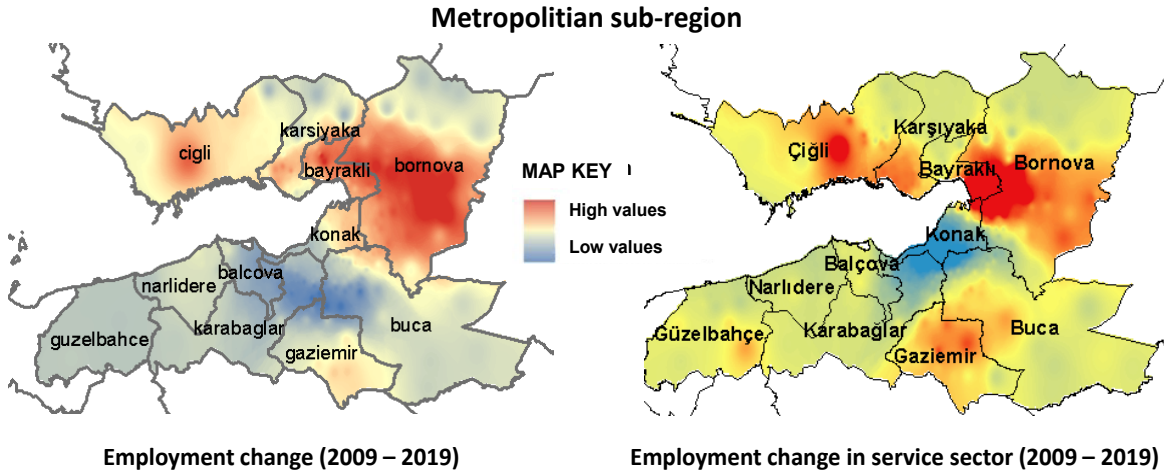 Metropolitian sub-region
karsiyaka
cigli
bayrakli
bornova
konak
balcova
narlidere
guzelbahce
karabaglar
buca
gaziemir
MAP KEY
High values
Low values
Karşıyaka
Çiğli
Bayraklı
Bornova
Konak
Balçova
Narlıdere
Güzelbahçe
Karabağlar
Buca
Gaziemir
Employment change (2009 – 2019)
Employment change in service sector (2009 – 2019)